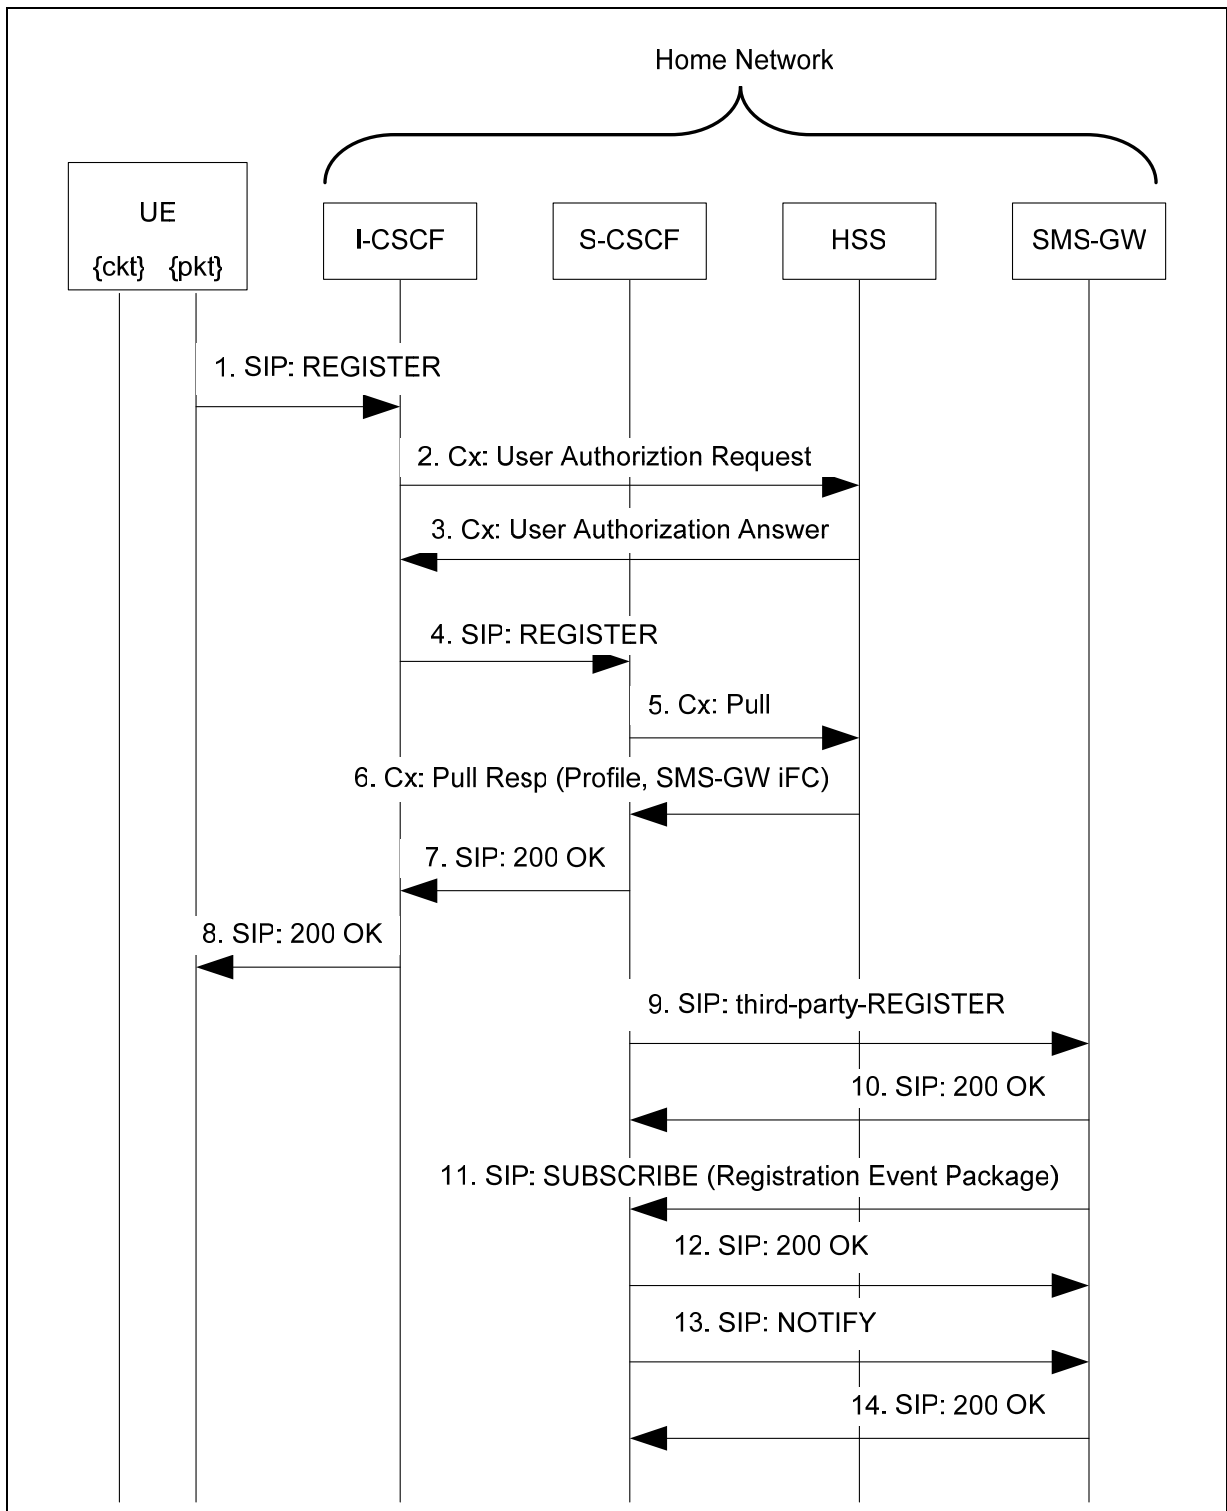 Home Network
UE
{ckt} {pkt}
I-CSCF
S-CSCF
HSS
SMS-GW
1. SIP: REGISTER
2. Cx: User Authoriztion Request
3. Cx: User Authorization Answer
4. SIP: REGISTER
5. Cx: Pull
6. Cx: Pull Resp (Profile, SMS-GW iFC)
7. SIP: 200 OK
8. SIP: 200 OK
9. SIP: third-party-REGISTER
10. SIP: 200 OK
11. SIP: SUBSCRIBE (Registration Event Package)
12. SIP: 200 OK
13. SIP: NOTIFY
14. SIP: 200 OK